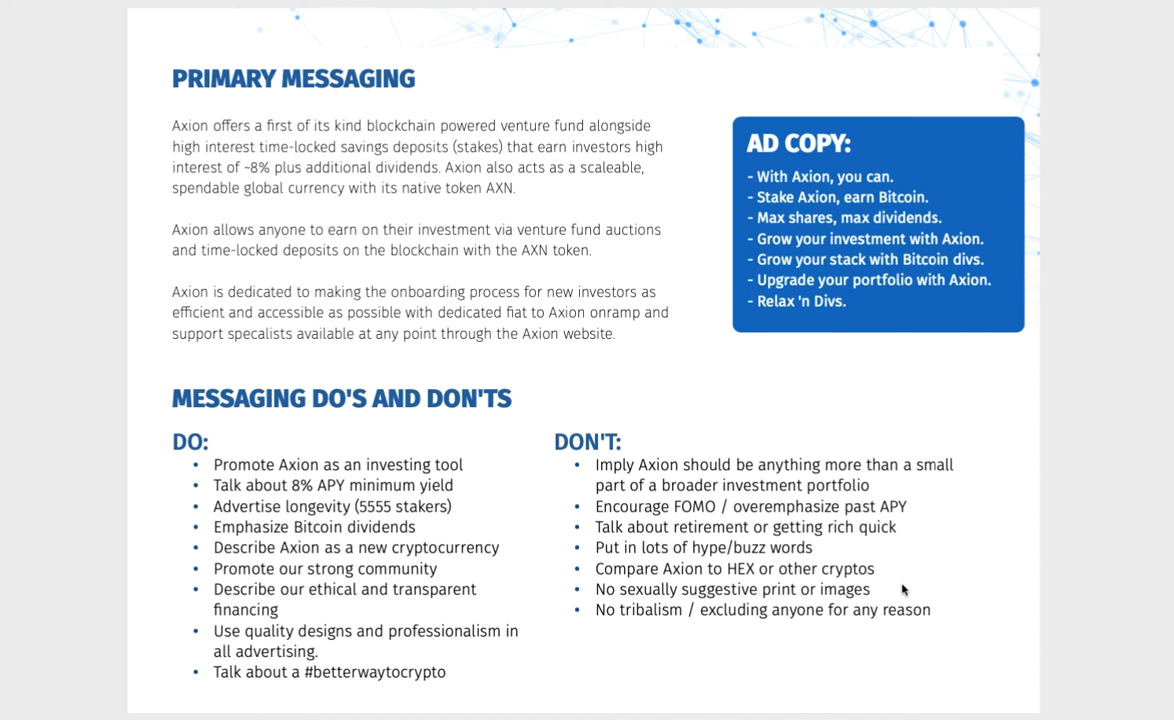 PRIMARY MESSAGING
Axion offers a first of its kind blockchain powered venture fund alongside
high interest time-locked savings deposits (stakes) that earn investors high
interest of ~8% plus additional dividends. Axion also acts as a scaleable,
spendable global currency with its native token AXN.
Axion allows anyone to earn on their investment via venture fund auctions
and time-locked deposits on the blockchain with the AXN token.
Axion is dedicated to making the onboarding process for new investors as
efficient and accessible as possible with dedicated fiat to Axion onramp and
support specalists available at any point through the Axion website.
AD COPY:
- With Axion, you can.
- Stake Axion, earn Bitcoin.
- Max shares, max dividends.
- Grow your investment with Axion.
- Grow your stack with Bitcoin divs.
- Upgrade your portfolio with Axion.
- Relax 'n Divs.
MESSAGING DO'S AND DON'TS
DO:
• Promote Axion as an investing tool
• Talk about 8% APY minimum yield
• Advertise longevity (5555 stakers)
• Emphasize Bitcoin dividends
• Describe Axion as a new cryptocurrency
• Promote our strong community
• Describe our ethical and transparent
financing
• Use quality designs and professionalism in
all advertising.
• Talk about a #betterwaytocrypto
DON'T:
• Imply Axion should be anything more than a small
part of a broader investment portfolio
• Encourage FOMO / overemphasize past APY
• Talk about retirement or getting rich quick
• Put in lots of hype/buzz words
• Compare Axion to HEX or other cryptos
• No sexually suggestive print or images
• No tribalism / excluding anyone for any reason